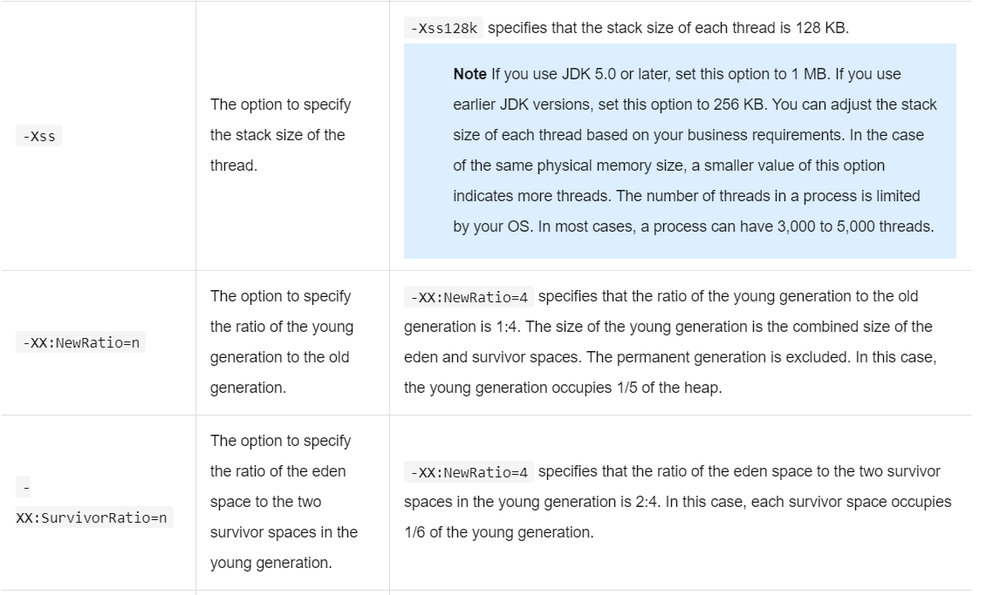 -Xss
The option to specify
the stack size of the
thread.
-Xss128k specifies that the stack size of each thread is 128 KB.
Note If you use JDK 5.0 or later, set this option to 1 MB. If you use
earlier JDK versions, set this option to 256 KB. You can adjust the stack
size of each thread based on your business requirements. In the case
of the same physical memory size, a smaller value of this option
indicates more threads. The number of threads in a process is limited
by your OS. In most cases, a process can have 3,000 to 5,000 threads.
-XX:NewRatio=n
The option to specify
the ratio of the young
generation to the old
generation.
-XX:NewRatio=4 specifies that the ratio of the young generation to the old
generation is 1:4. The size of the young generation is the combined size of the
eden and survivor spaces. The permanent generation is excluded. In this case,
the young generation occupies 1/5 of the heap.
-
XX:SurvivorRatio=n
The option to specify
the ratio of the eden
space to the two
survivor spaces in the
young generation.
-XX:NewRatio=4 specifies that the ratio of the eden space to the two survivor
spaces in the young generation is 2:4. In this case, each survivor space occupies
1/6 of the young generation.